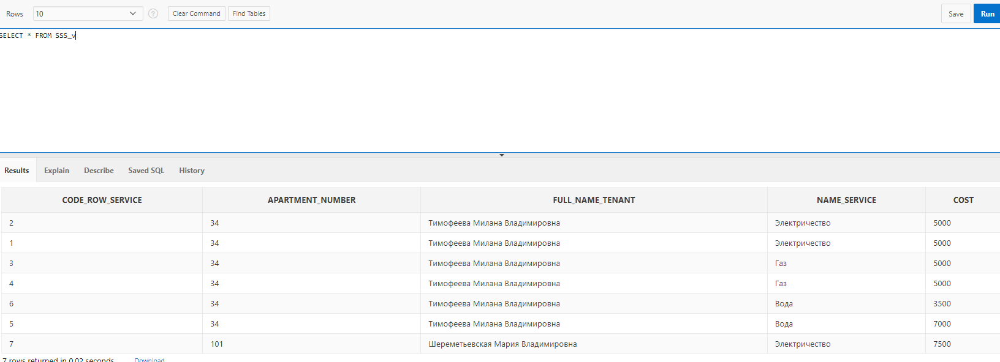 Rows 10 ? Clear Command Find Tables Save Run
SELECT * FROM SSS_v
Results Explain Describe Saved SQL History
CODE_ROW_SERVICE APARTMENT_NUMBER FULL_NAME_TENANT NAME_SERVICE COST
2 34 Тимофеева Милана Владимировна Электричество 5000
1 34 Тимофеева Милана Владимировна Электричество 5000
3 34 Тимофеева Милана Владимировна Газ 5000
4 34 Тимофеева Милана Владимировна Газ 5000
6 34 Тимофеева Милана Владимировна Вода 3500
5 34 Тимофеева Милана Владимировна Вода 7000
7 101 Шереметьевская Мария Владимировна Электричество 7500
7 rows returned in 0.02 seconds Download